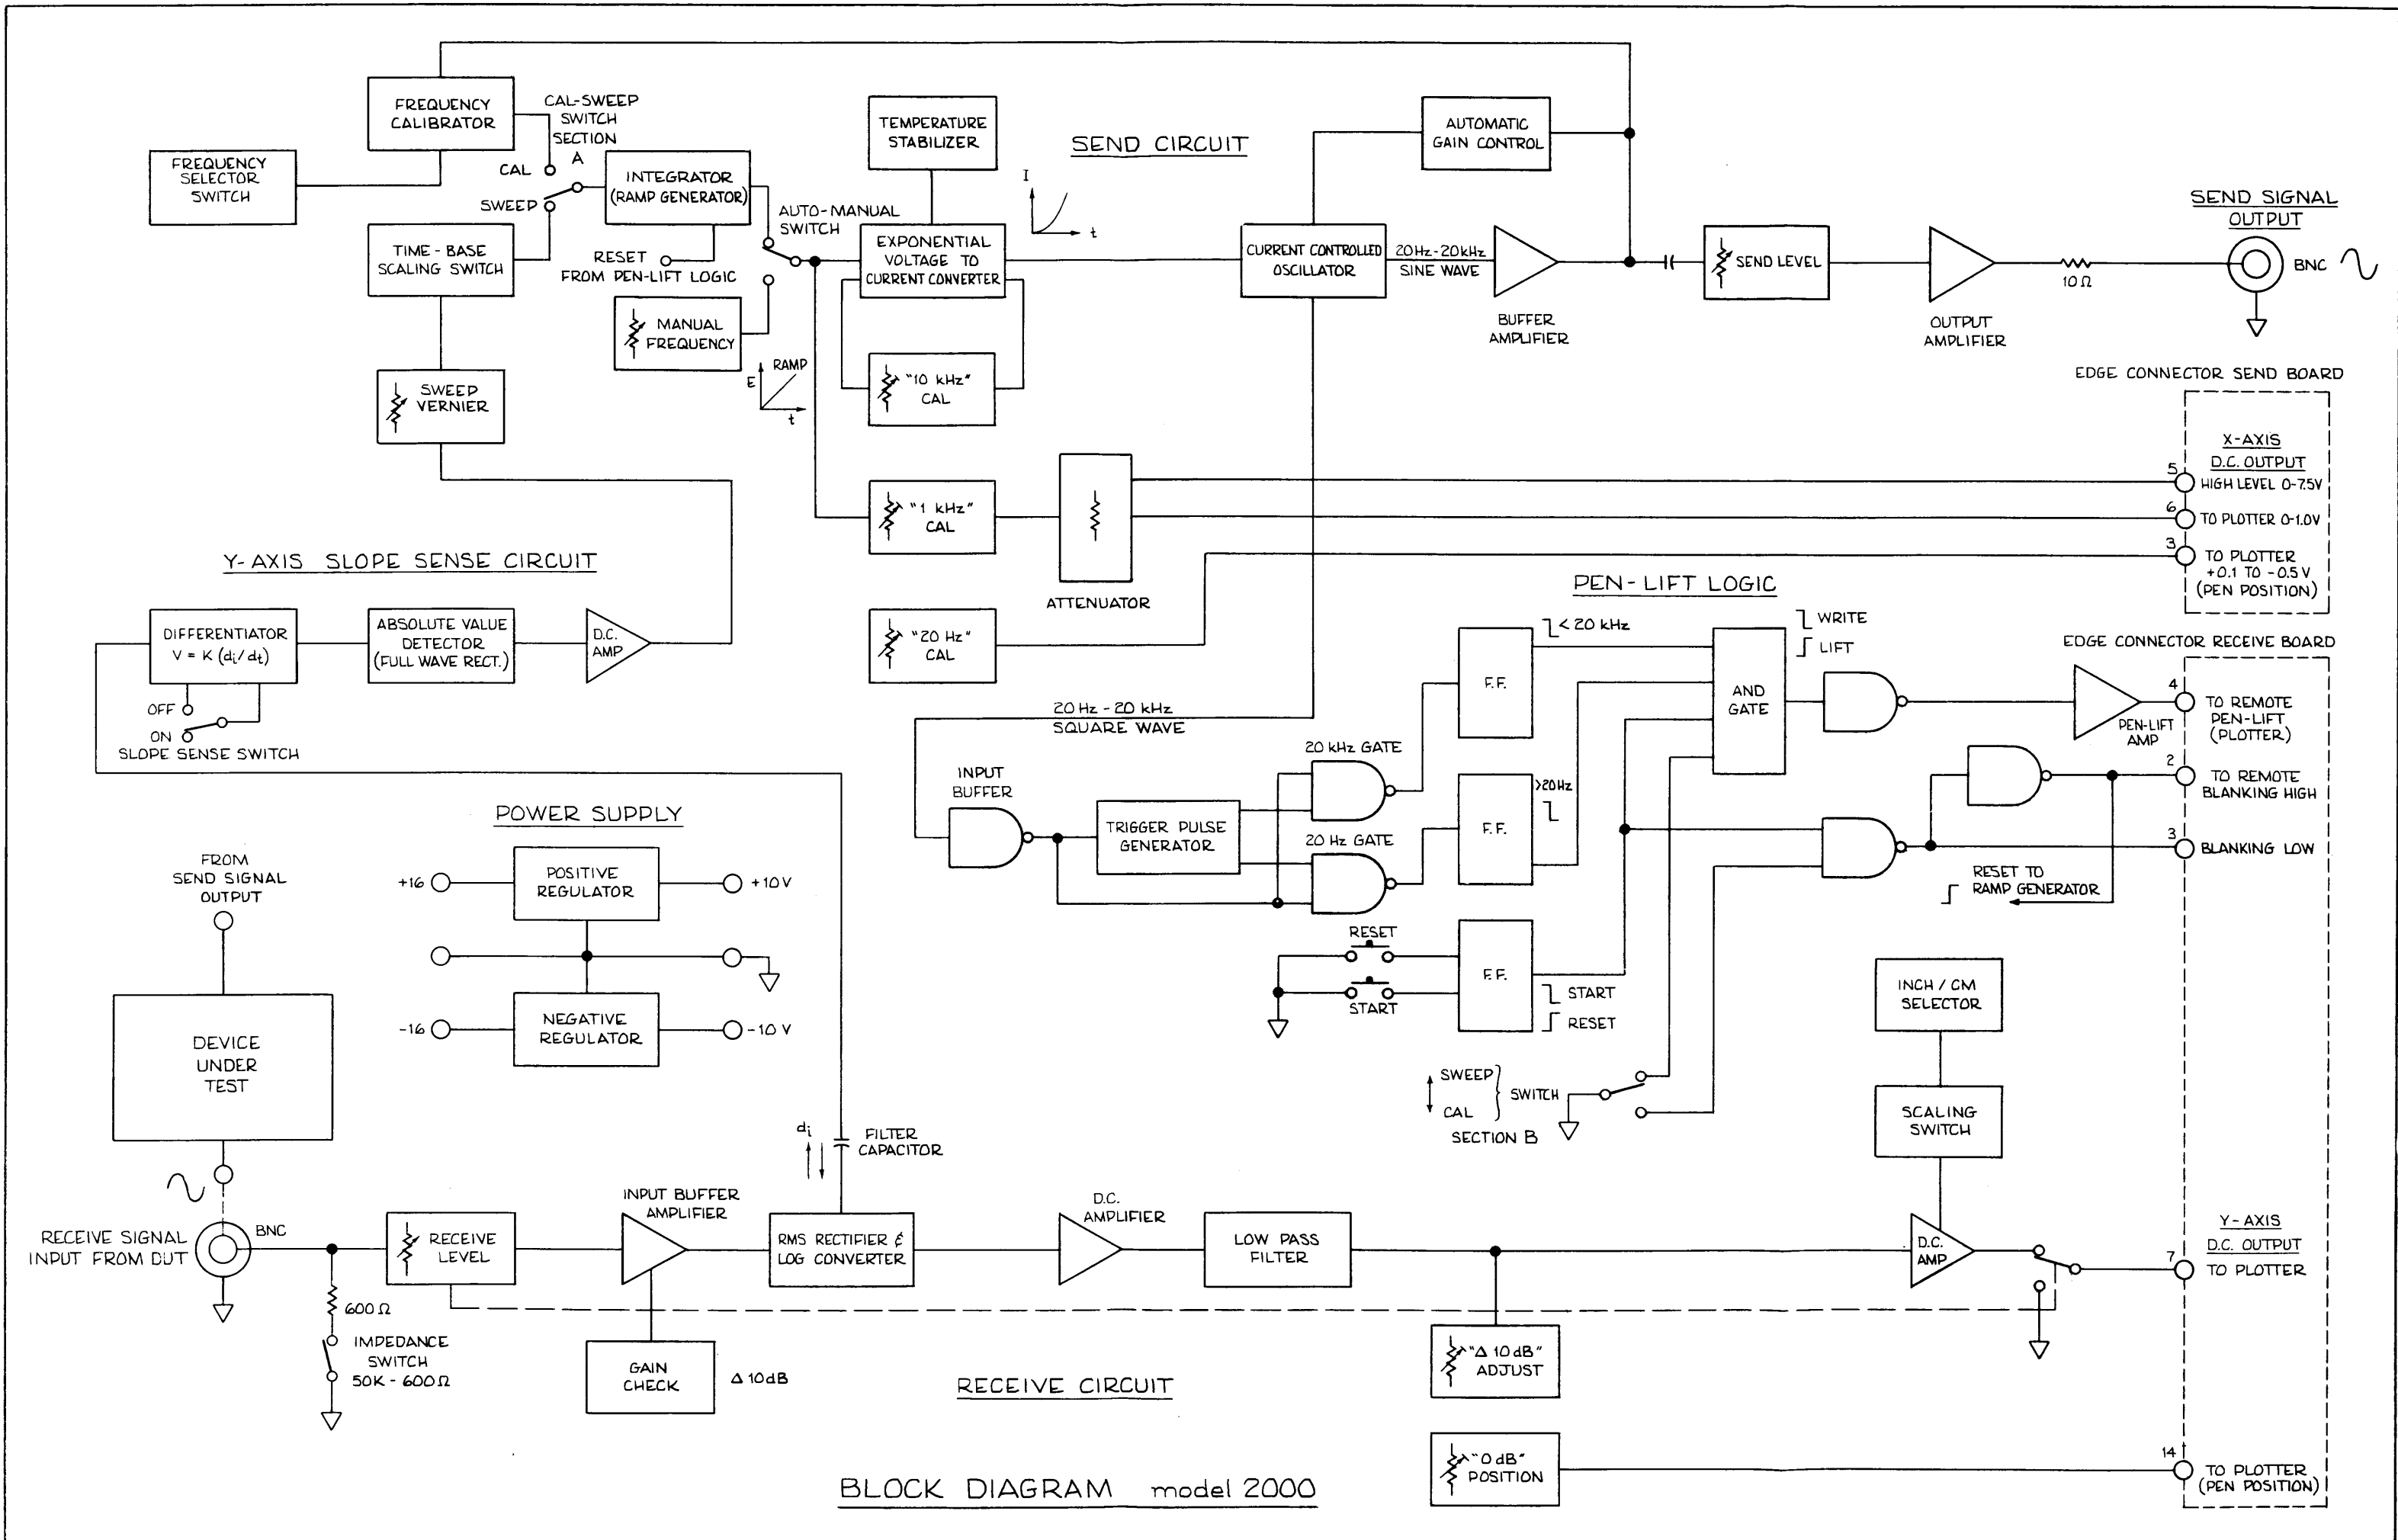 FREQUENCY
CALIBRATOR
CAL-SWEEP
SWITCH
SECTION
A
FREQUENCY
SELECTOR
SWITCH
CAL
SWEEP
TIME-BASE
SCALING SWITCH
INTEGRATOR
(RAMP GENERATOR)
RESET
FROM PEN-LIFT LOGIC
AUTO-MANUAL
SWITCH
MANUAL
FREQUENCY
E
RAMP
t
TEMPERATURE
STABILIZER
SEND CIRCUIT
I
t
EXPONENTIAL
VOLTAGE TO
CURRENT CONVERTER
"10 kHz"
CAL
AUTOMATIC
GAIN CONTROL
CURRENT CONTROLLED
OSCILLATOR
20Hz-20kHz
SINE WAVE
BUFFER
AMPLIFIER
SEND LEVEL
OUTPUT
AMPLIFIER
10Ω
SEND SIGNAL
OUTPUT
BNC
SWEEP
VERNIER
"1 kHz"
CAL
ATTENUATOR
"20 Hz"
CAL
EDGE CONNECTOR SEND BOARD
X-AXIS
D.C. OUTPUT
5
HIGH LEVEL 0-7.5V
6
TO PLOTTER 0-1.0V
3
TO PLOTTER
+0.1 TO -0.5V
(PEN POSITION)
Y-AXIS SLOPE SENSE CIRCUIT
DIFFERENTIATOR
V = K (di/dt)
ABSOLUTE VALUE
DETECTOR
(FULL WAVE RECT.)
D.C.
AMP
OFF
ON
SLOPE SENSE SWITCH
PEN-LIFT LOGIC
20Hz-20 kHz
SQUARE WAVE
INPUT
BUFFER
TRIGGER PULSE
GENERATOR
20 kHz GATE
20 Hz GATE
F.F.
< 20 kHz
F.F.
>20Hz
F.F.
START
RESET
RESET
START
AND
GATE
WRITE
LIFT
EDGE CONNECTOR RECEIVE BOARD
PEN-LIFT
AMP
4
TO REMOTE
PEN-LIFT
(PLOTTER)
2
TO REMOTE
BLANKING HIGH
3
BLANKING LOW
RESET TO
RAMP GENERATOR
SWEEP
CAL
SWITCH
SECTION B
POWER SUPPLY
+16
POSITIVE
REGULATOR
+10V
-16
NEGATIVE
REGULATOR
-10 V
FROM
SEND SIGNAL
OUTPUT
DEVICE
UNDER
TEST
RECEIVE SIGNAL
INPUT FROM DUT
BNC
600Ω
IMPEDANCE
SWITCH
50K-600Ω
RECEIVE
LEVEL
INPUT BUFFER
AMPLIFIER
GAIN
CHECK
Δ 10dB
di
FILTER
CAPACITOR
RMS RECTIFIER &
LOG CONVERTER
D.C.
AMPLIFIER
LOW PASS
FILTER
"Δ 10dB"
ADJUST
INCH / CM
SELECTOR
SCALING
SWITCH
D.C.
AMP
Y-AXIS
D.C. OUTPUT
7
TO PLOTTER
RECEIVE CIRCUIT
"0dB"
POSITION
14
TO PLOTTER
(PEN POSITION)
BLOCK DIAGRAM model 2000